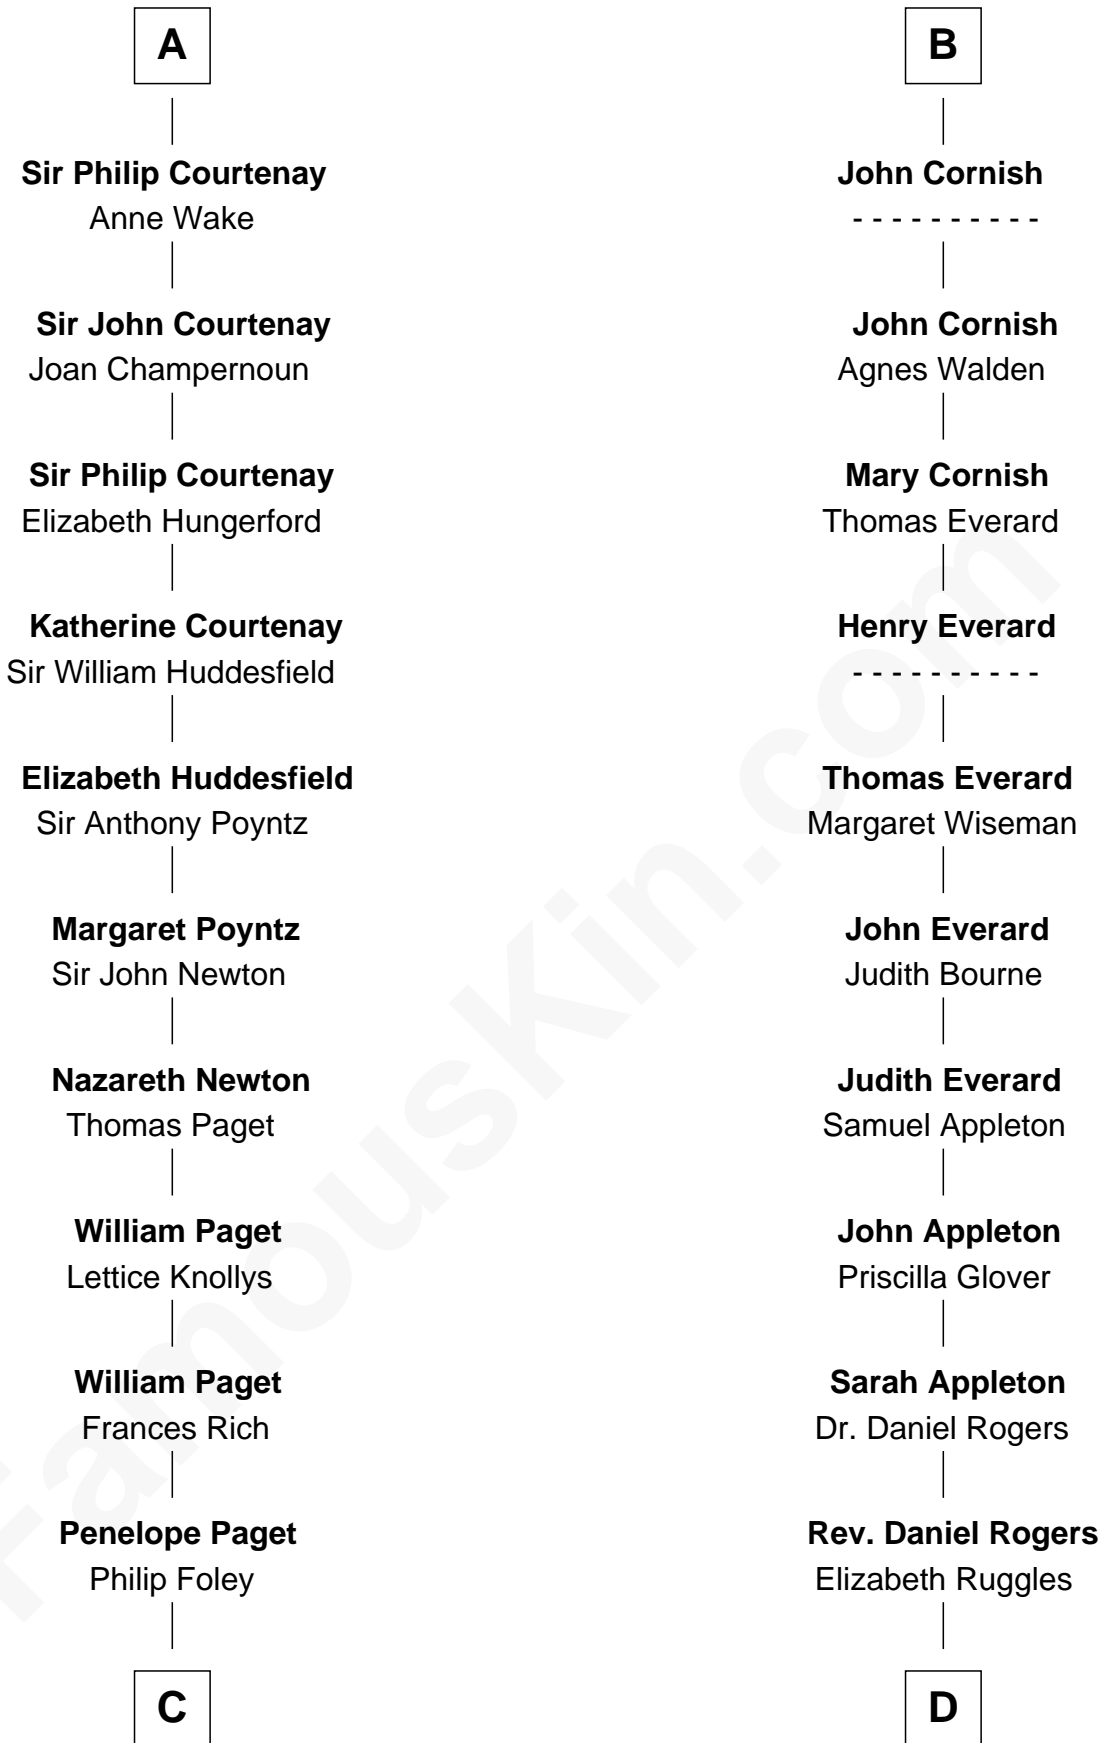 A
Sir Philip Courtenay
Anne Wake
Sir John Courtenay
Joan Champernoun
Sir Philip Courtenay
Elizabeth Hungerford
Katherine Courtenay
Sir William Huddesfield
Elizabeth Huddesfield
Sir Anthony Poyntz
Margaret Poyntz
Sir John Newton
Nazareth Newton
Thomas Paget
William Paget
Lettice Knollys
William Paget
Frances Rich
Penelope Paget
Philip Foley
C
B
John Cornish
- - - - - - - - - -
John Cornish
Agnes Walden
Mary Cornish
Thomas Everard
Henry Everard
- - - - - - - - - -
Thomas Everard
Margaret Wiseman
John Everard
Judith Bourne
Judith Everard
Samuel Appleton
John Appleton
Priscilla Glover
Sarah Appleton
Dr. Daniel Rogers
Rev. Daniel Rogers
Elizabeth Ruggles
D
FamousKin.com